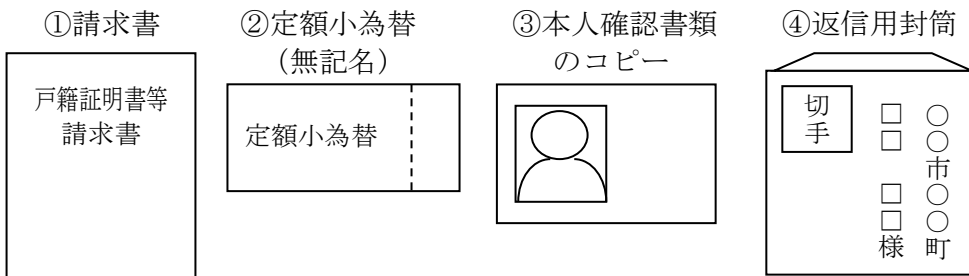 ①請求書
②定額小為替
(無記名)
③本人確認書類
のコピー
④返信用封筒
戸籍証明書等
請求書
定額小為替
切手
○○市○○町
□□ □□様